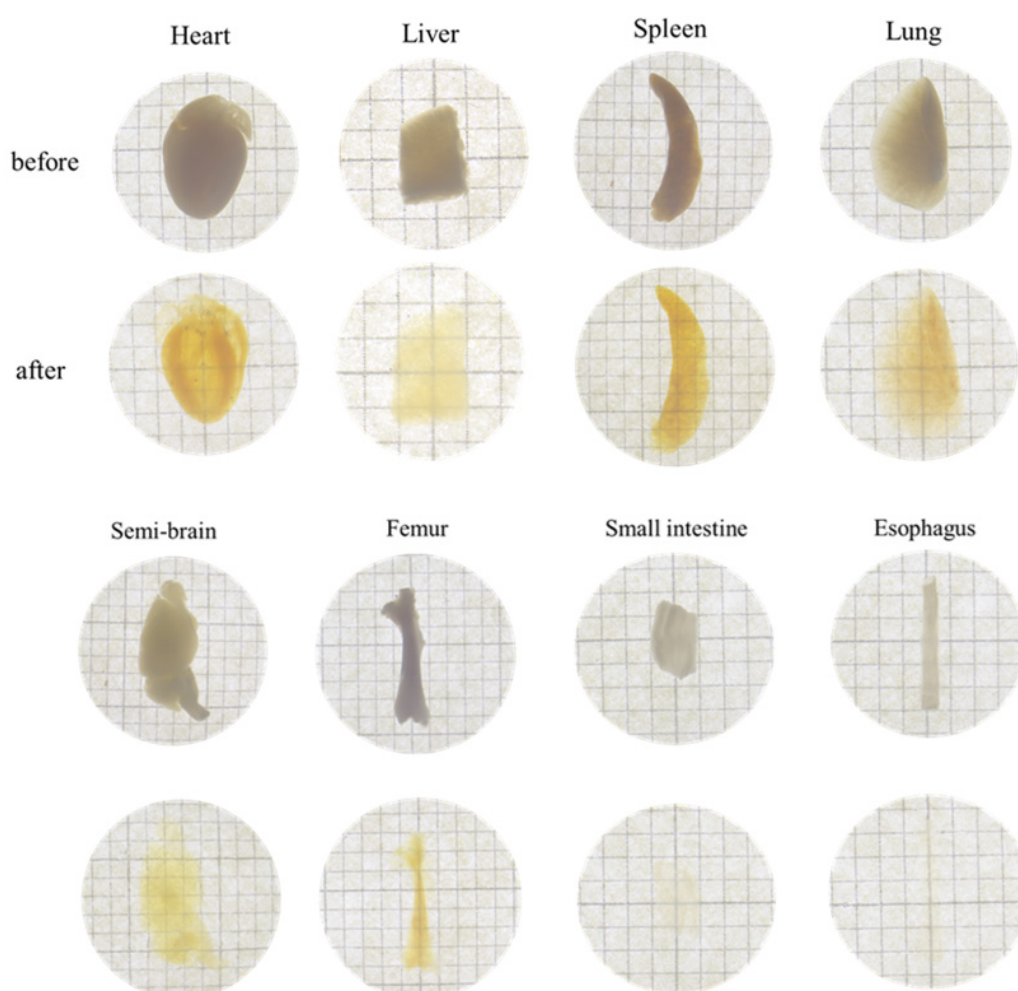 Heart Liver Spleen Lung
before
after
Semi-brain Femur Small intestine Esophagus